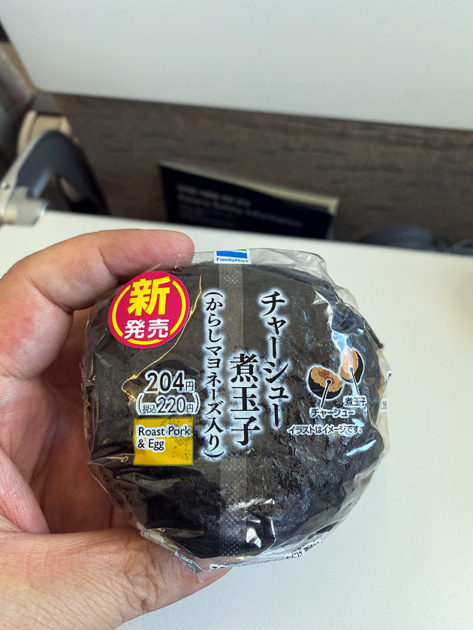 FamilyMart
新
発売
チャーシュー
煮玉子
(からしマヨネーズ入り)
204円
(税込220円)
Roast Pork
& Egg
煮玉子
チャーシュー
イラストはイメージです。